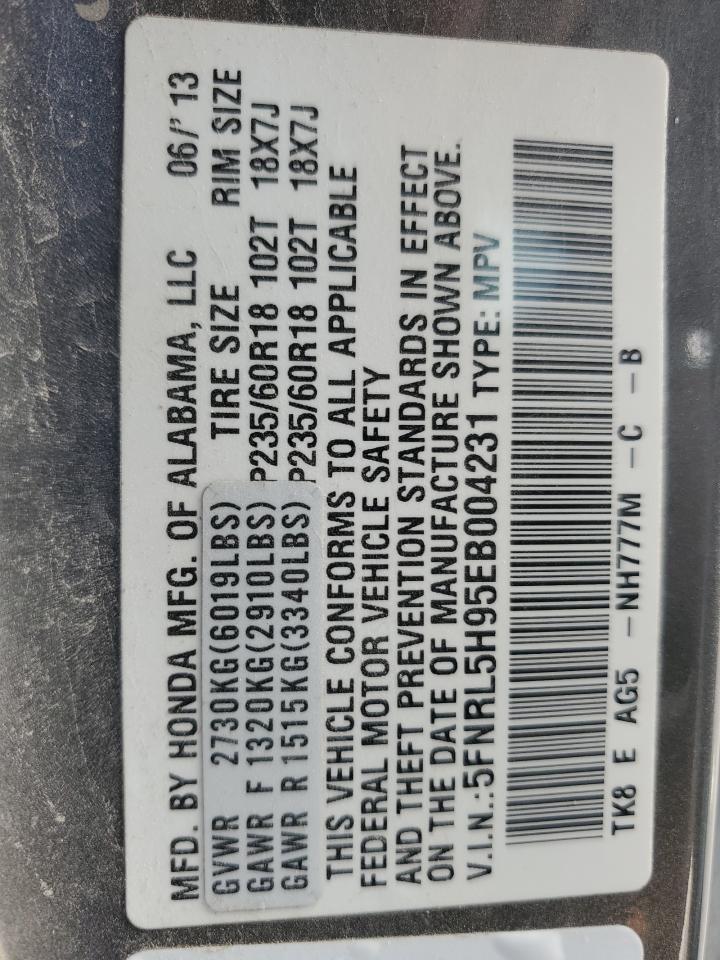 MFD. BY HONDA MFG. OF ALABAMA, LLC 06/'13
GVWR 2730KG(6019LBS) TIRE SIZE RIM SIZE
GAWR F 1320KG(2910LBS) P235/60R18 102T 18X7J
GAWR R 1515KG(3340LBS) P235/60R18 102T 18X7J
THIS VEHICLE CONFORMS TO ALL APPLICABLE
FEDERAL MOTOR VEHICLE SAFETY
AND THEFT PREVENTION STANDARDS IN EFFECT
ON THE DATE OF MANUFACTURE SHOWN ABOVE.
V.I.N.:5FNRL5H95EB004231 TYPE: MPV
TK8 E AG5 -NH777M -C -B